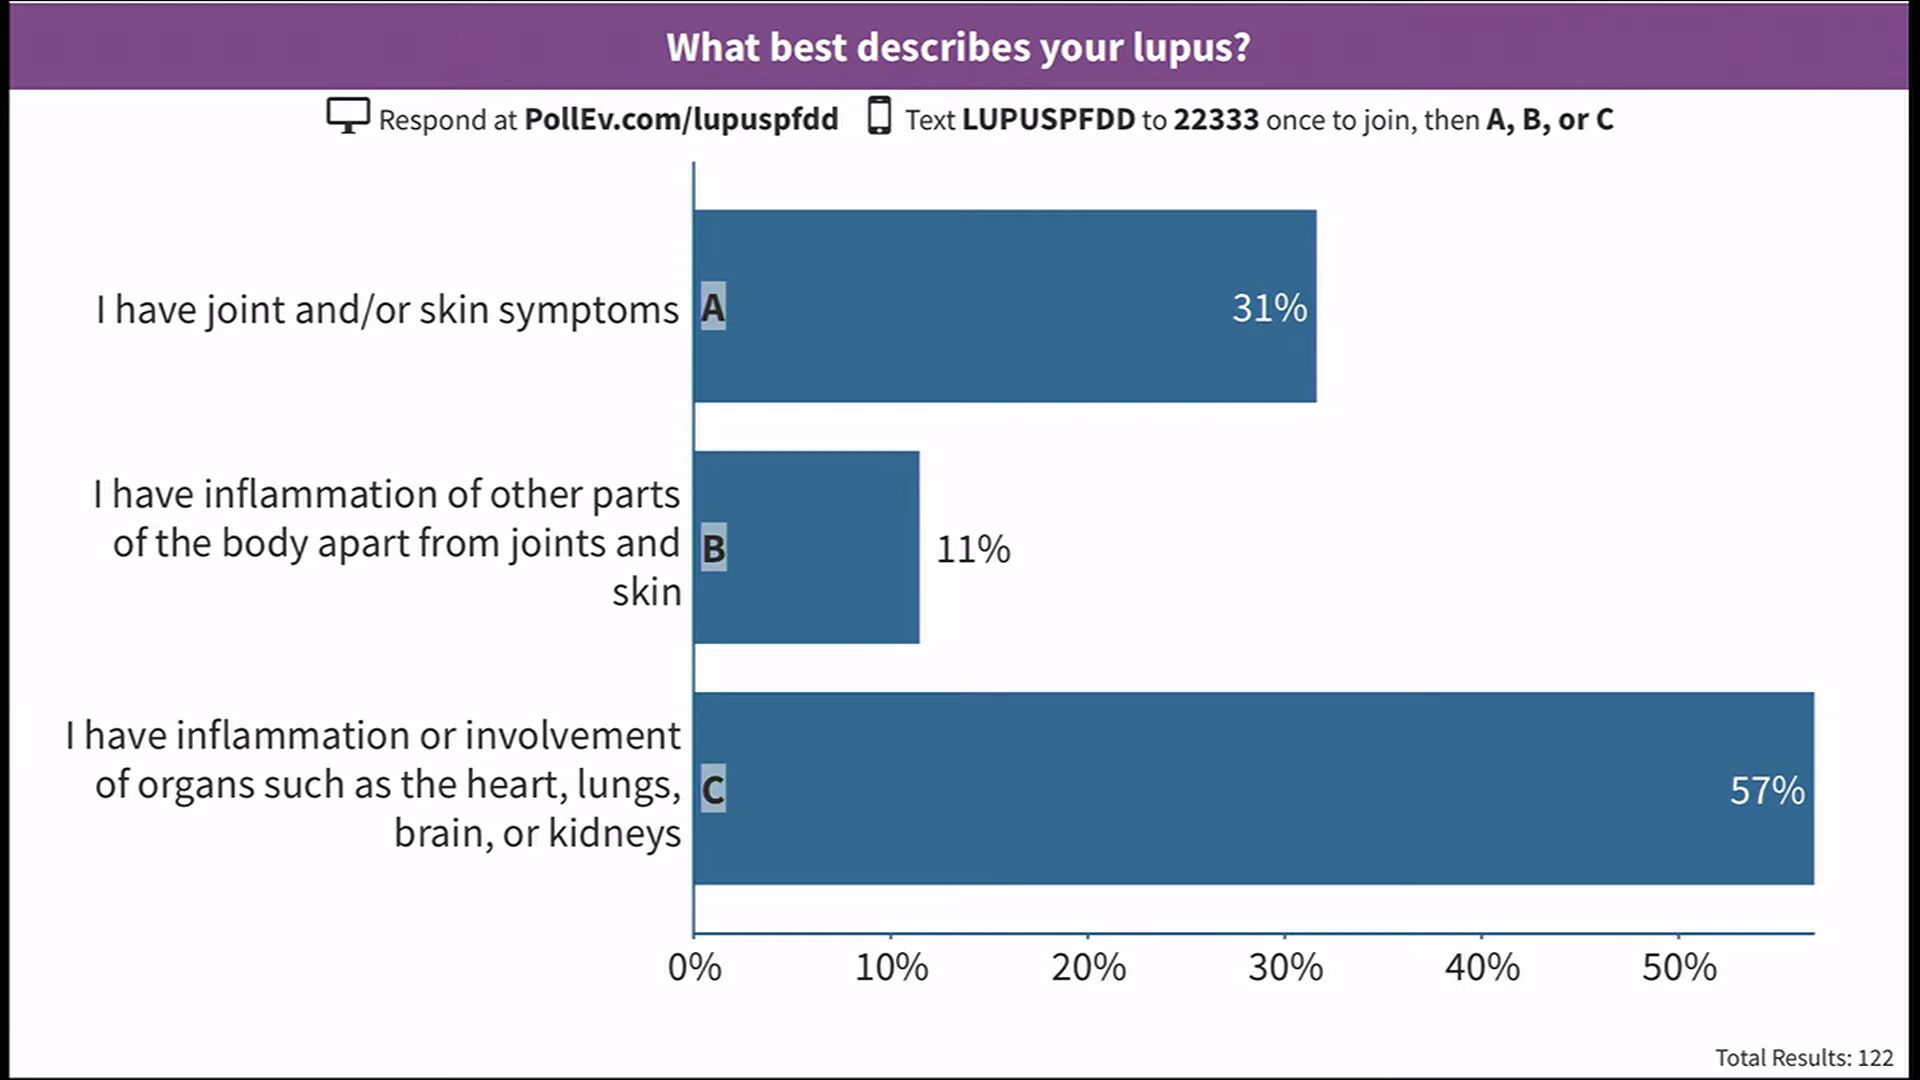 What best describes your lupus?
Respond at PollEv.com/lupuspfdd Text LUPUSPFDD to 22333 once to join, then A, B, or C
I have joint and/or skin symptoms A 31%
I have inflammation of other parts
of the body apart from joints and
skin
B 11%
I have inflammation or involvement
of organs such as the heart, lungs,
brain, or kidneys
C 57%
0% 10% 20% 30% 40% 50%
Total Results: 122